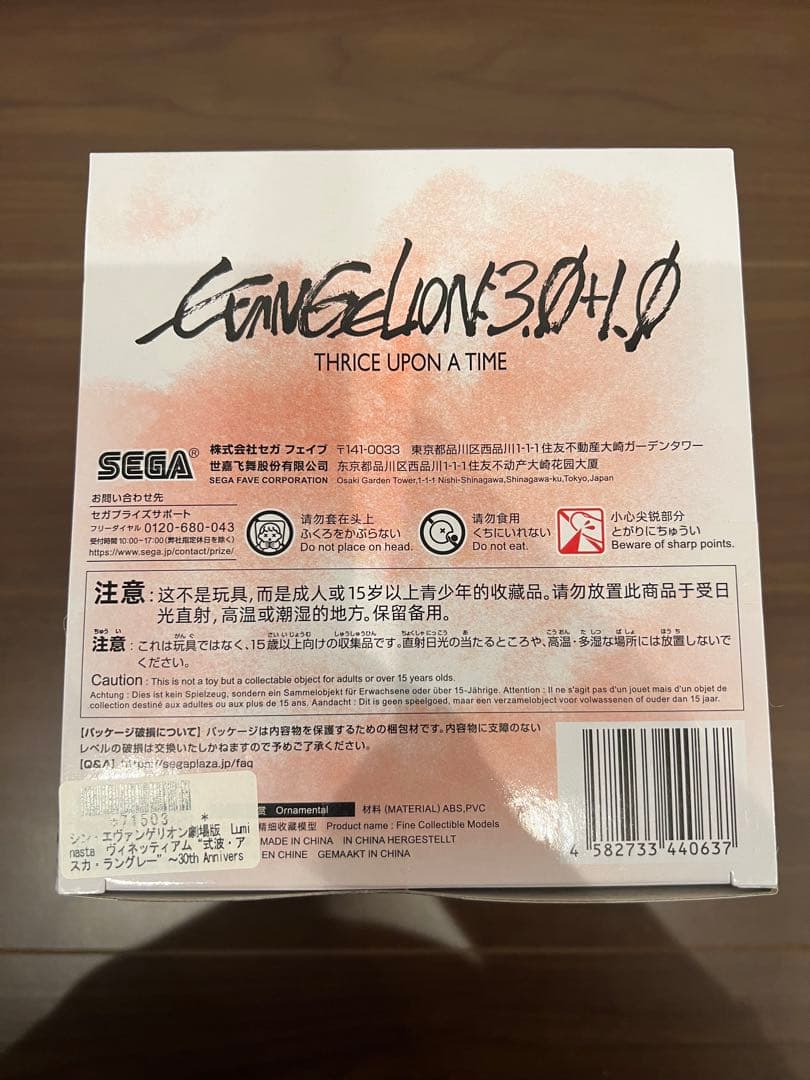 EVANGELION:3.0+1.0
THRICE UPON A TIME
SEGA®
株式会社セガ フェイブ 〒141-0033 東京都品川区西品川1-1-1住友不動産大崎ガーデンタワー
世嘉飞舞股份有限公司 东京都品川区西品川1-1-1住友不动产大崎花园大厦
SEGA FAVE CORPORATION Osaki Garden Tower,1-1-1 Nishi-Shinagawa,Shinagawa-ku,Tokyo,Japan
お問い合わせ先
セガプライズサポート
フリーダイヤル 0120-680-043
受付時間 10:00~17:00(弊社指定休日を除く)
https://www.sega.jp/contact/prize/
请勿套在头上
ふくろをかぶらない
Do not place on head.
请勿食用
くちにいれない
Do not eat.
小心尖锐部分
とがりにちゅうい
Beware of sharp points.
注意:这不是玩具,而是成人或15岁以上青少年的收藏品。请勿放置此商品于受日
光直射,高温或潮湿的地方。保留备用。
注意:これは玩具ではなく、15歳以上向けの収集品です。直射日光の当たるところや、高温・多湿な場所には放置しないで
ください。
Caution : This is not a toy but a collectable object for adults or over 15 years old.
Achtung : Dies ist kein Spielzeug, sondern ein Sammelobjekt für Erwachsene oder über 15-Jährige. Attention : Il ne s'agit pas d'un jouet mais d'un objet de
collection destiné aux adultes ou aux plus de 15 ans. Aandacht : Dit is geen speelgoed, maar een verzamelobject voor volwassenen of ouder dan 15 jaar.
【パッケージ破損について】パッケージは内容物を保護するための梱包材です。内容物に支障のない
レベルの破損は交換いたしかねますので予めご了承ください。
【Q&A】https://segaplaza.jp/faq
賞 Ornamental 材料 (MATERIAL) ABS,PVC
精细收藏模型 Product name : Fine Collectible Models
MADE IN CHINA IN CHINA HERGESTELLT
EN CHINE GEMAAKT IN CHINA
4 582733 440637
*71503 *
シン・エヴァンゲリオン劇場版 Lumi
nasta ヴィネッティアム“式波・ア
スカ・ラングレー”~30th Annivers